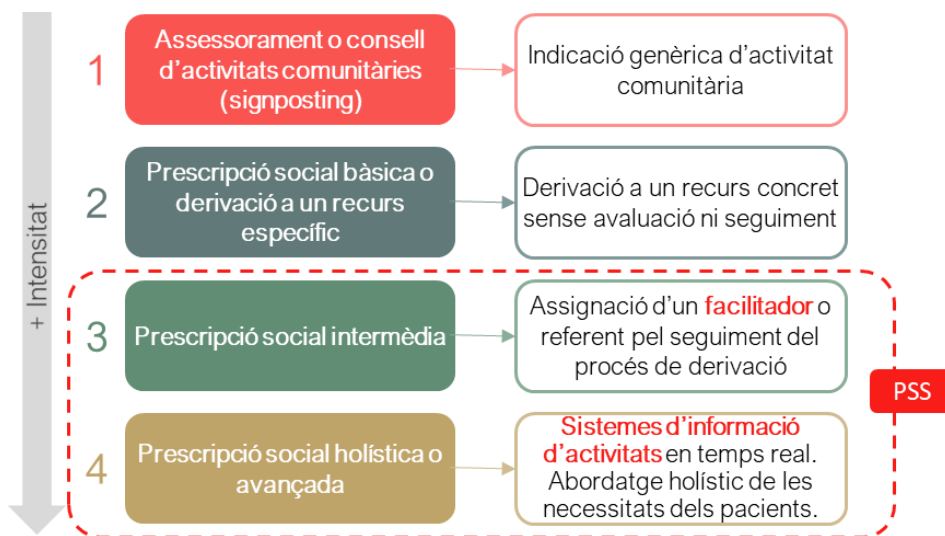 + Intensitat
1
Assessorament o consell
d’activitats comunitàries
(signposting)
Indicació genèrica d’activitat
comunitària
2
Prescripció social bàsica o
derivació a un recurs
específic
Derivació a un recurs concret
sense avaluació ni seguiment
3
Prescripció social intermèdia
Assignació d’un facilitador o
referent pel seguiment del
procés de derivació
PSS
4
Prescripció social holística o
avançada
Sistemes d’informació
d’activitats en temps real.
Abordatge holístic de les
necessitats dels pacients.